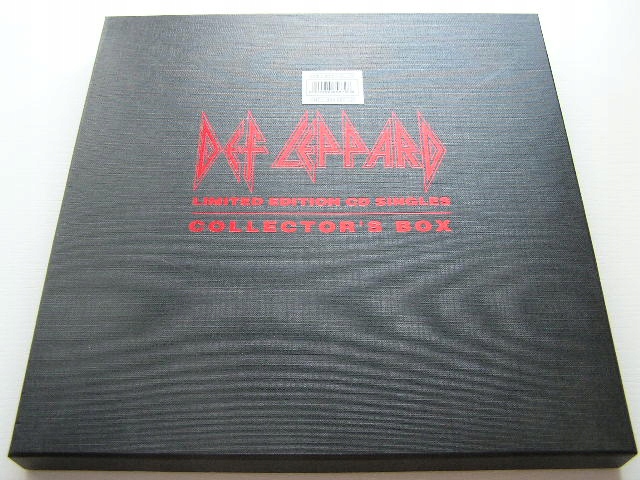 DEF LEPPARD
LIMITED EDITION CD SINGLES
COLLECTOR'S BOX